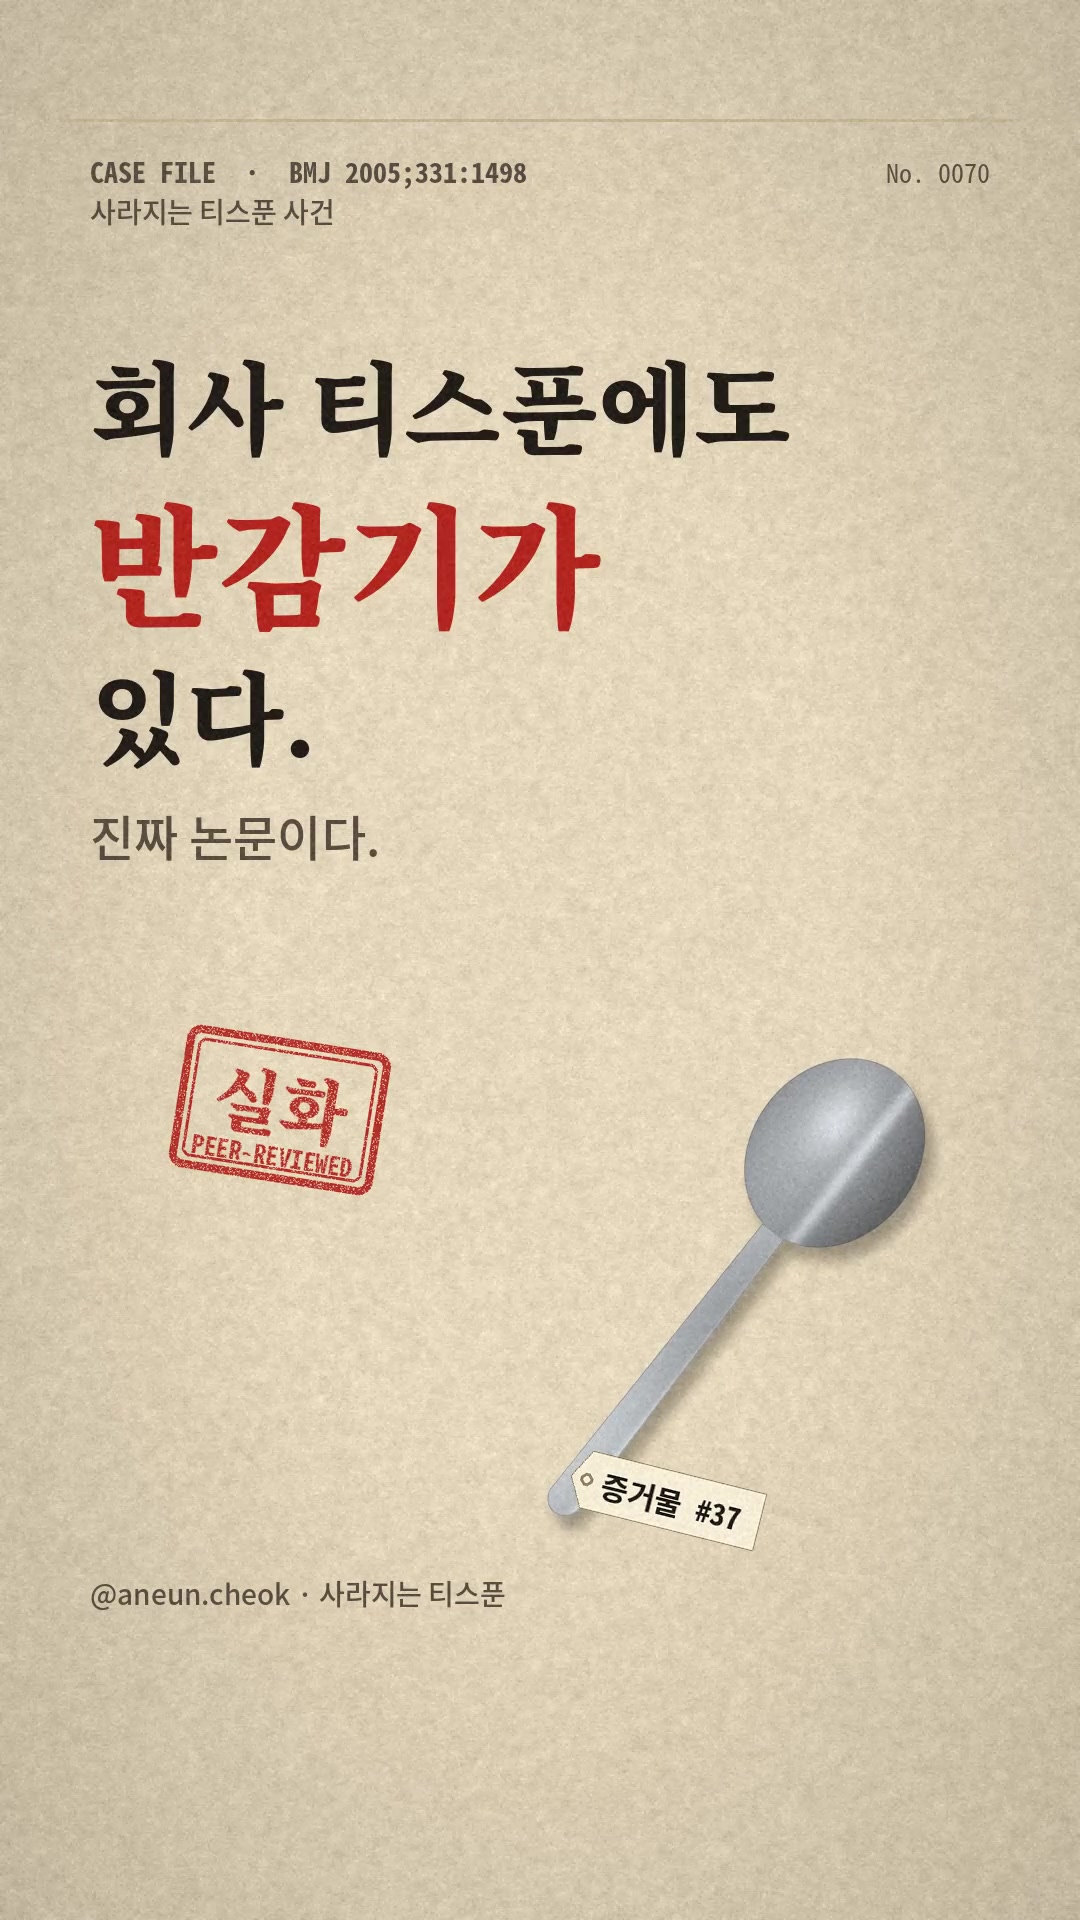 CASE FILE · BMJ 2005;331:1498
No. 0070
사라지는 티스푼 사건
회사 티스푼에도
반감기가
있다.
진짜 논문이다.
실화
PEER-REVIEWED
증거물 #37
@aneun.cheok · 사라지는 티스푼